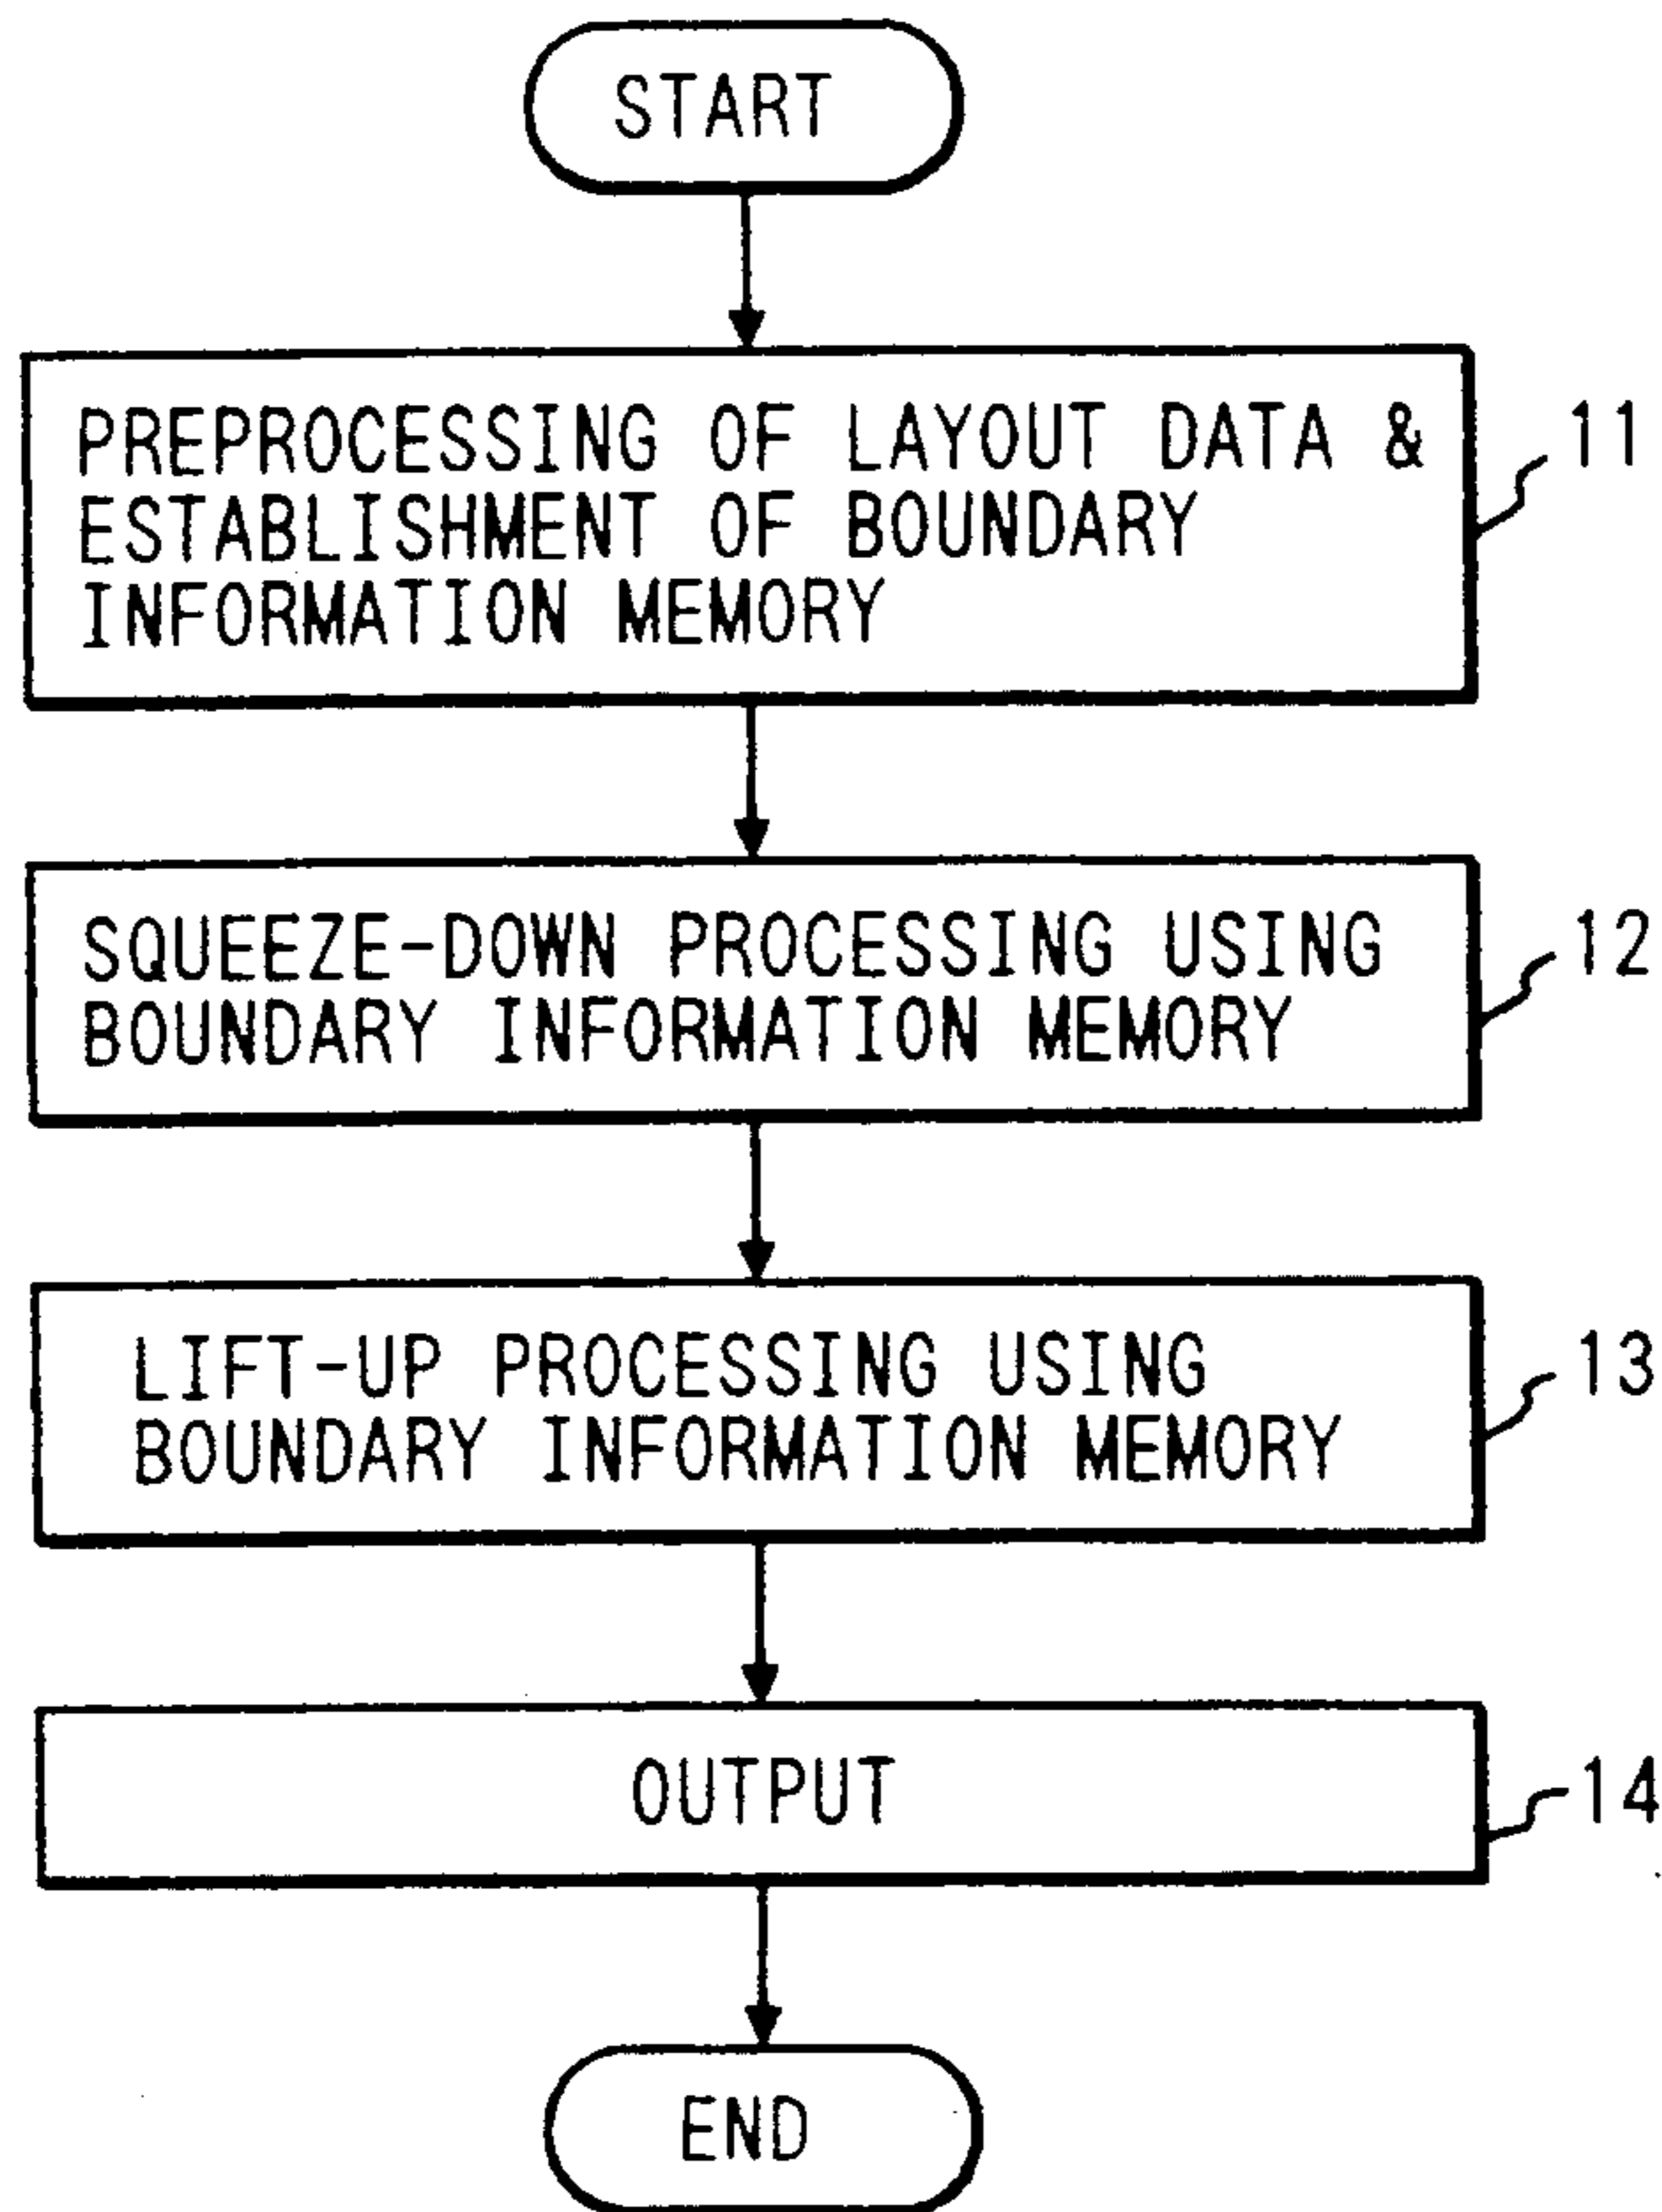 START
PREPROCESSING OF LAYOUT DATA &
ESTABLISHMENT OF BOUNDARY
INFORMATION MEMORY
11
SQUEEZE-DOWN PROCESSING USING
BOUNDARY INFORMATION MEMORY
12
LIFT-UP PROCESSING USING
BOUNDARY INFORMATION MEMORY
13
OUTPUT
14
END